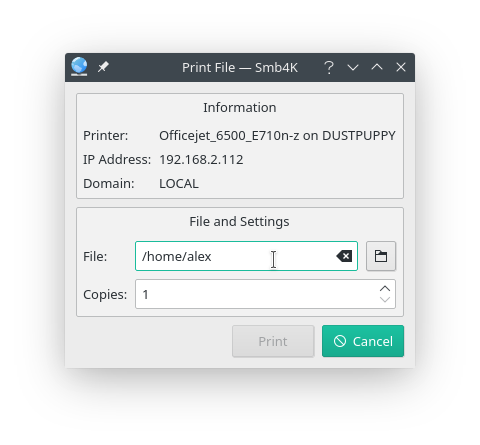 Print File — Smb4K
Information
Printer: Officejet_6500_E710n-z on DUSTPUPPY
IP Address: 192.168.2.112
Domain: LOCAL
File and Settings
File: /home/alex
Copies: 1
Print Cancel